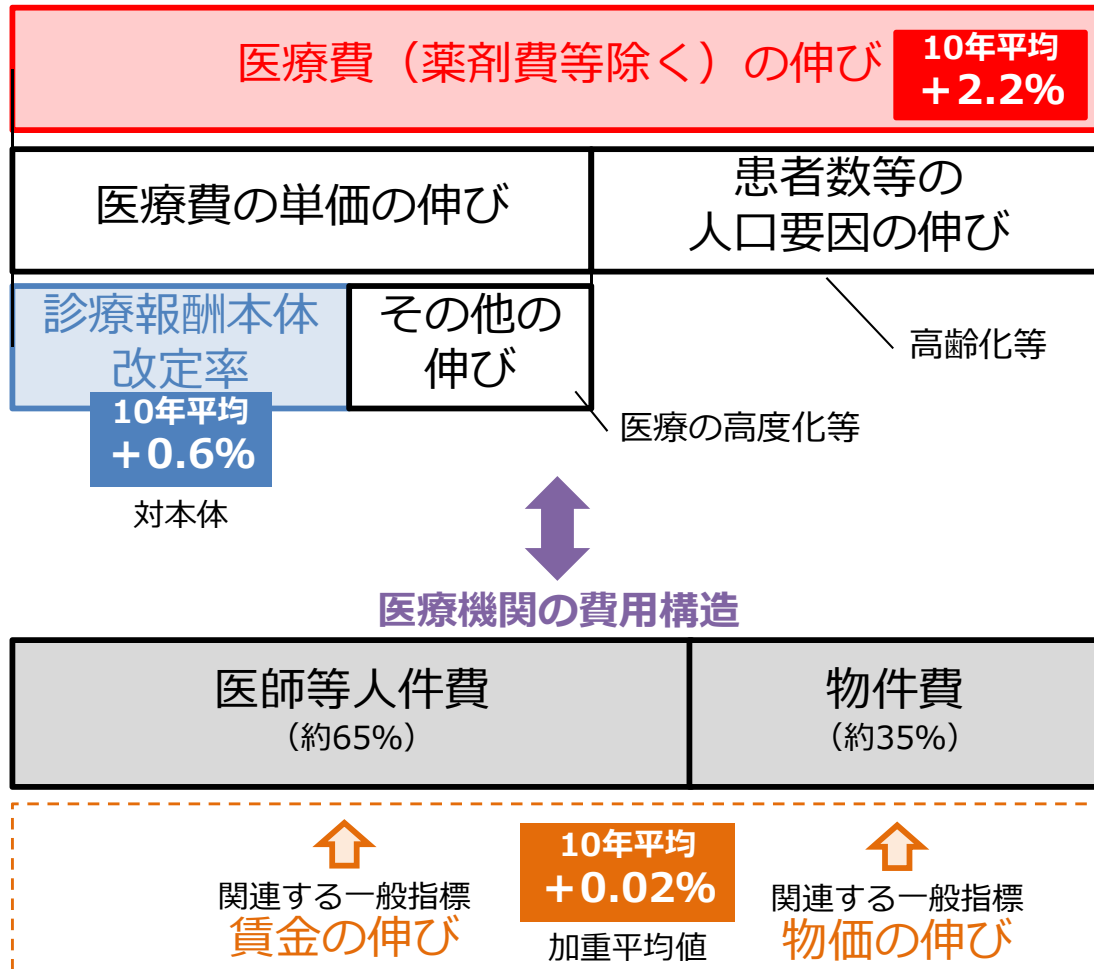 医療費（薬剤費等除く）の伸び
10年平均
＋2.2%
医療費の単価の伸び
患者数等の
人口要因の伸び
診療報酬本体
改定率
その他の
伸び
高齢化等
10年平均
＋0.6%
医療の高度化等
対本体
医療機関の費用構造
医師等人件費
（約65%）
物件費
（約35%）
10年平均
＋0.02%
加重平均値
関連する一般指標
賃金の伸び
関連する一般指標
物価の伸び